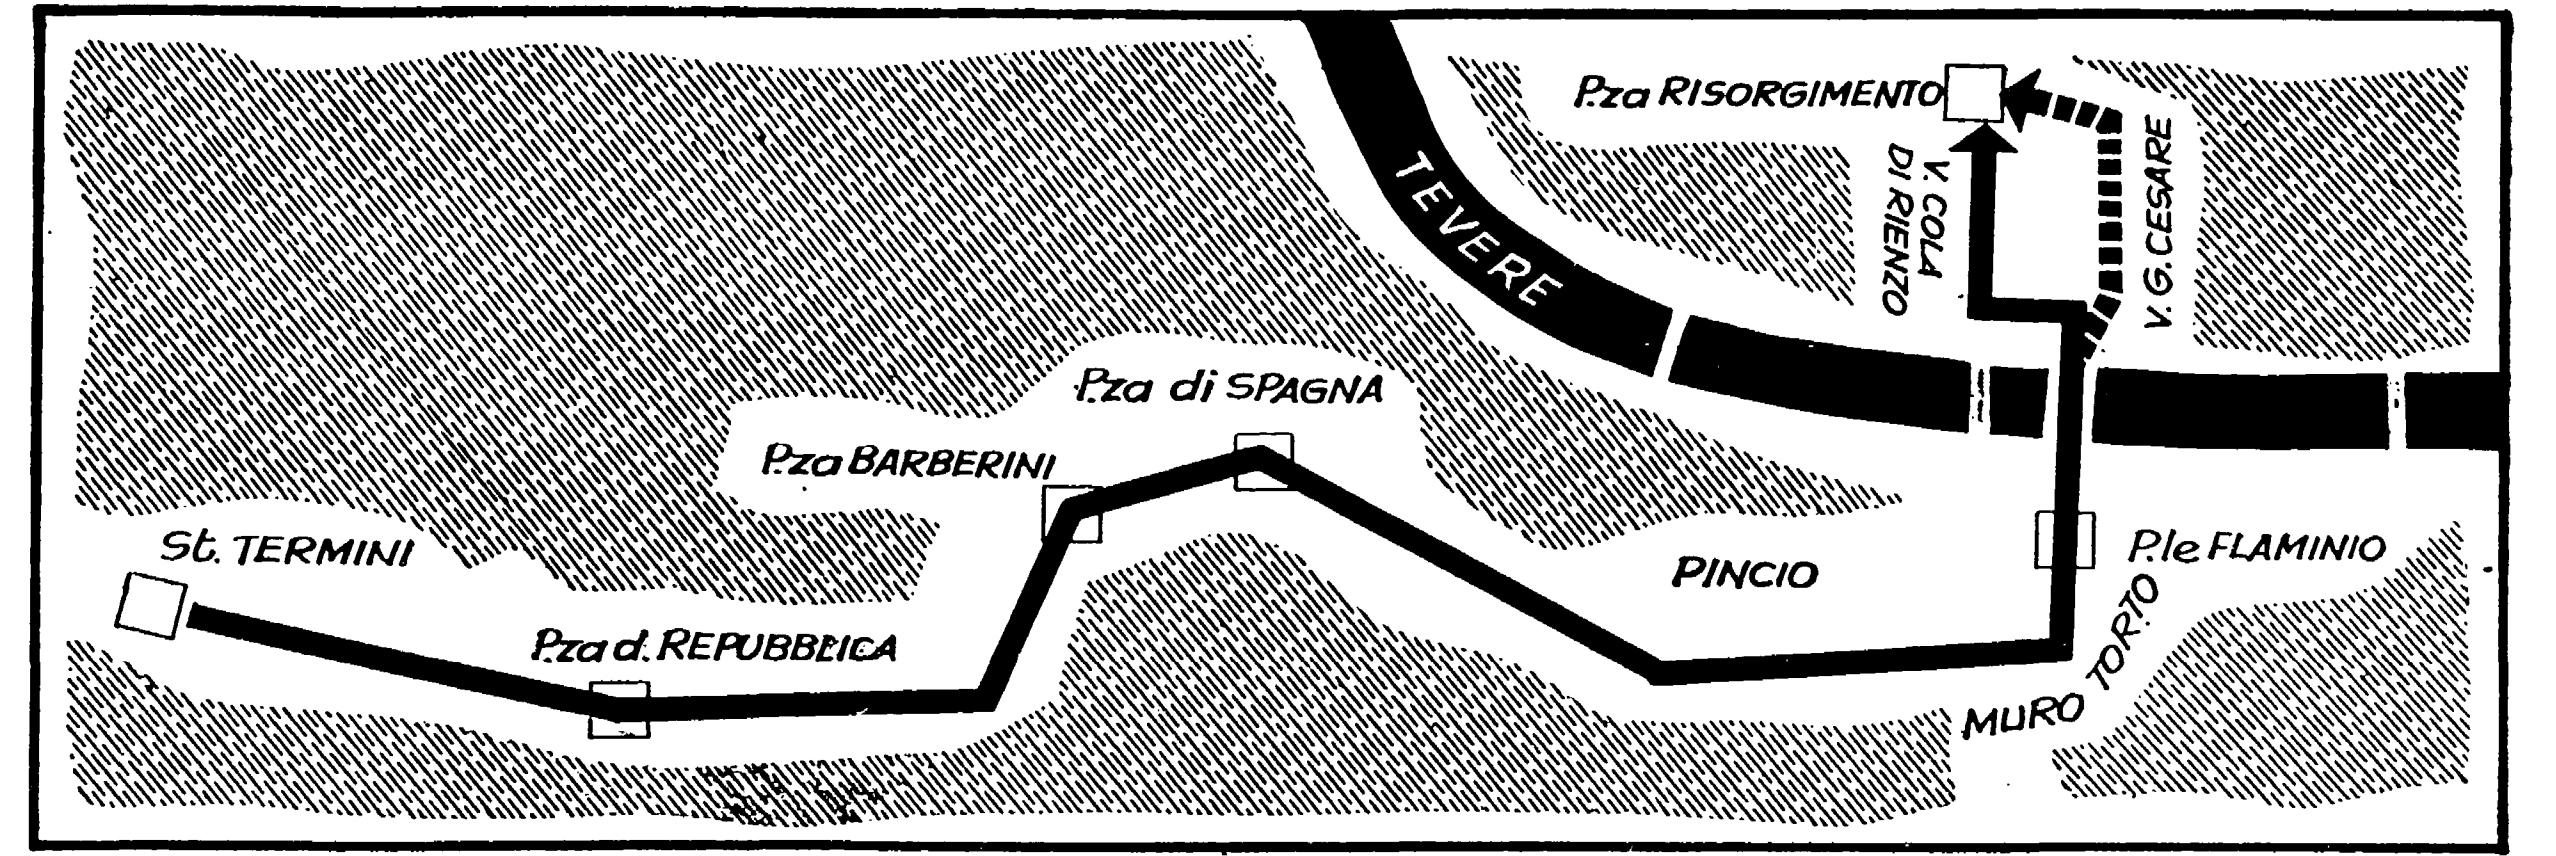 P.za RISORGIMENTO
TEVERE
V. COLA
DI RIENZO
V. G. CESARE
P.za di SPAGNA
P.za BARBERINI
St. TERMINI
P.le FLAMINIO
PINCIO
P.za d. REPUBBLICA
MURO TORTO